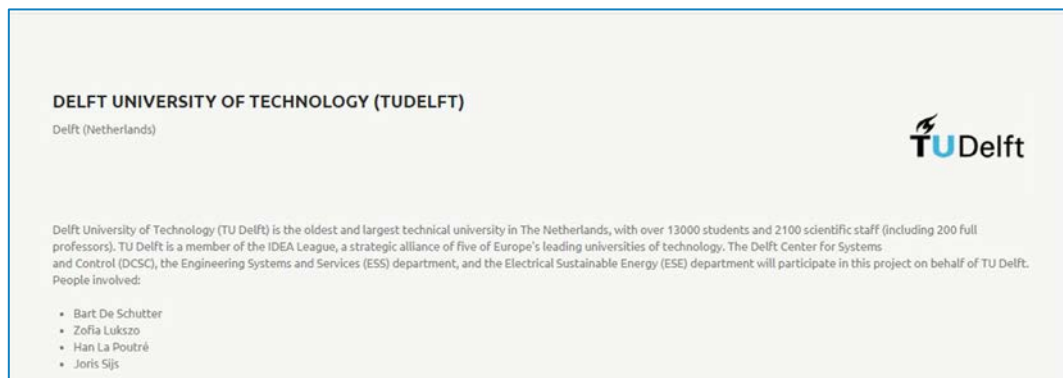 DELFT UNIVERSITY OF TECHNOLOGY (TUDELFT)
Delft (Netherlands)
TUDelft
Delft University of Technology (TU Delft) is the oldest and largest technical university in The Netherlands, with over 13000 students and 2100 scientific staff (including 200 full
professors). TU Delft is a member of the IDEA League, a strategic alliance of five of Europe's leading universities of technology. The Delft Center for Systems
and Control (DCSC), the Engineering Systems and Services (ESS) department, and the Electrical Sustainable Energy (ESE) department will participate in this project on behalf of TU Delft.
People involved:
• Bart De Schutter
• Zofia Lukszo
• Han La Poutré
• Joris Sijs